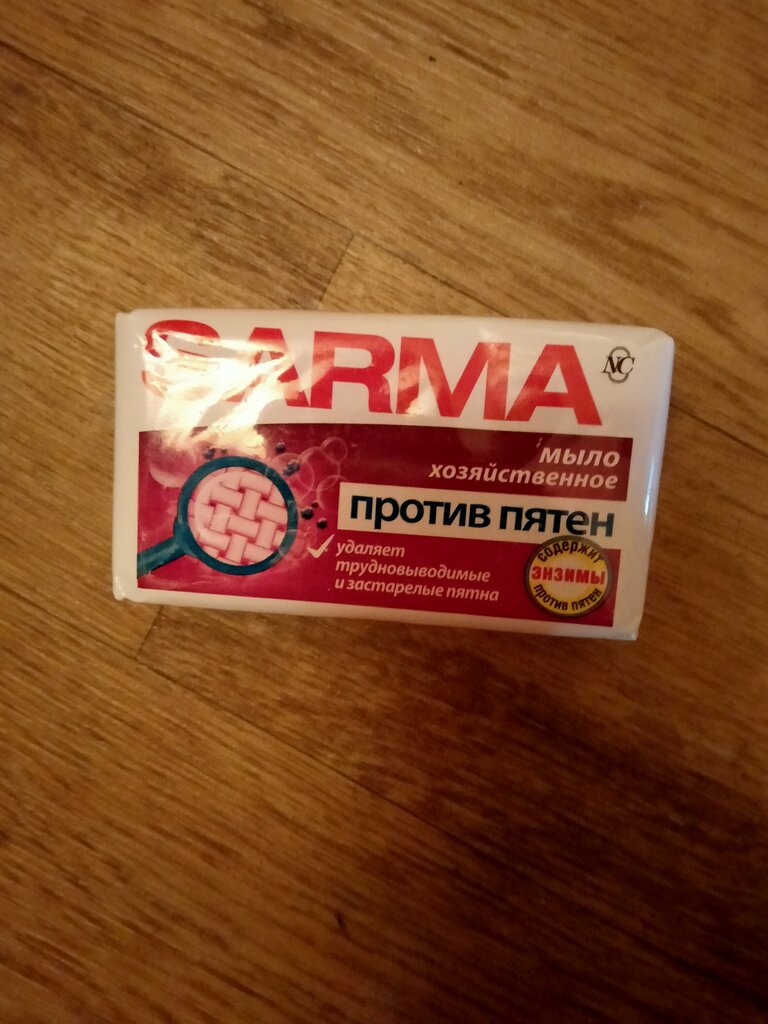 SARMA
NC
мыло
хозяйственное
против пятен
удаляет
трудновыводимые
и застарелые пятна
содержит
энзимы
против пятен